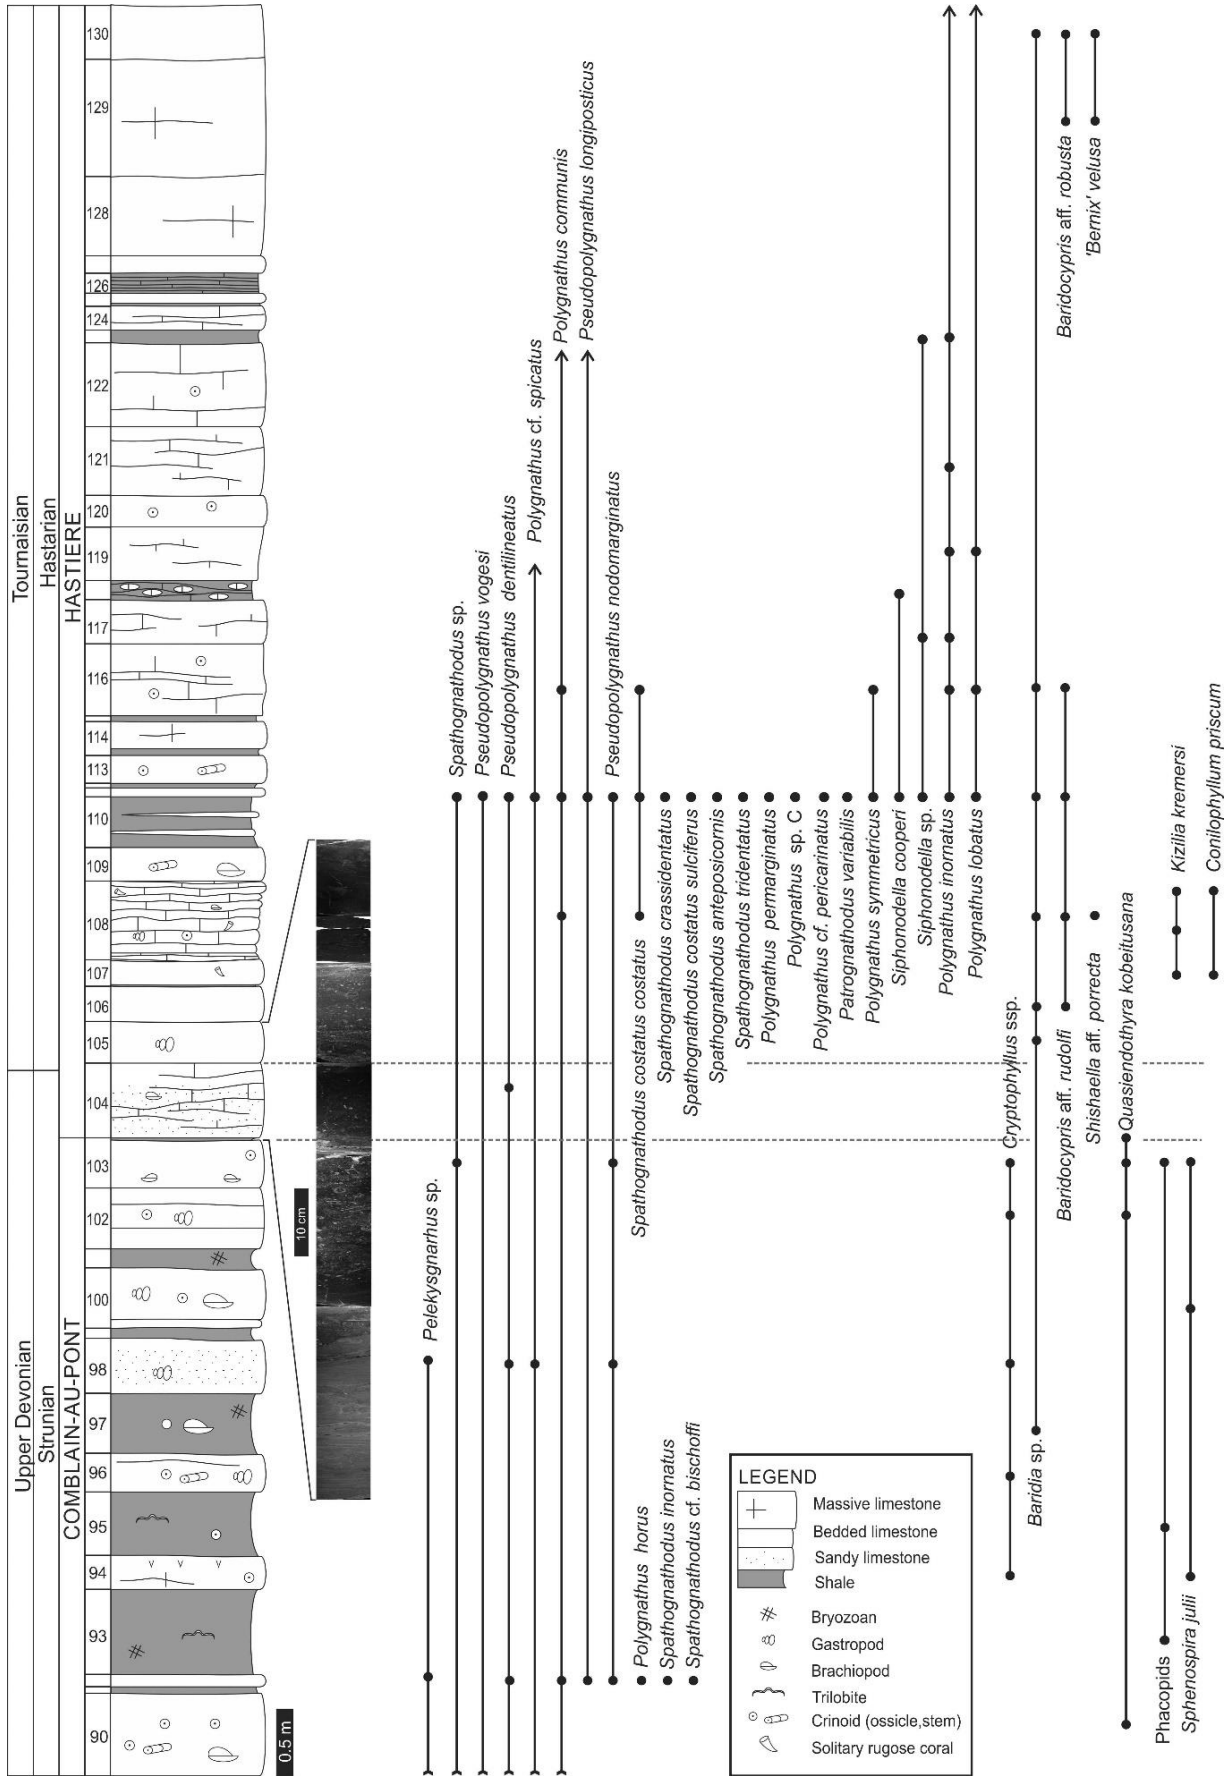 Tournaisian
Hastarian
HASTIERE
Upper Devonian
Strunian
COMBLAIN-AU-PONT
130
129
128
126
124
122
121
120
119
117
116
114
113
110
109
108
107
106
105
104
103
102
100
98
97
96
95
94
93
90
0.5 m
10 cm
Pelekysgnarhus sp.
Spathognathodus sp.
Pseudopolygnathus vogesi
Pseudopolygnathus dentilineatus
Polygnathus cf. spicatus
Polygnathus communis
Pseudopolygnathus longiposticus
Pseudopolygnathus nodomarginatus
Polygnathus horus
Spathognathodus inornatus
Spathognathodus cf. bischoffi
Spathognathodus costatus costatus
Spathognathodus crassidentatus
Spathognathodus costatus sulciferus
Spathognathodus anteposicornis
Spathognathodus tridentatus
Polygnathus permarginatus
Polygnathus sp. C
Polygnathus cf. pericarinatus
Patrognathodus variabilis
Polygnathus symmetricus
Siphonodella cooperi
Siphonodella sp.
Polygnathus inornatus
Polygnathus lobatus
Cryptophyllus ssp.
Baridia sp.
Baridocypris aff. rudolfi
Shishaella aff. porrecta
Baridocypris aff. robusta
'Bernix' velusa
Quasiendothyra kobeitusana
Phacopids
Sphenospira julii
Kizilia kremersi
Conilophyllum priscum
LEGEND
Massive limestone
Bedded limestone
Sandy limestone
Shale
Bryozoan
Gastropod
Brachiopod
Trilobite
Crinoid (ossicle,stem)
Solitary rugose coral